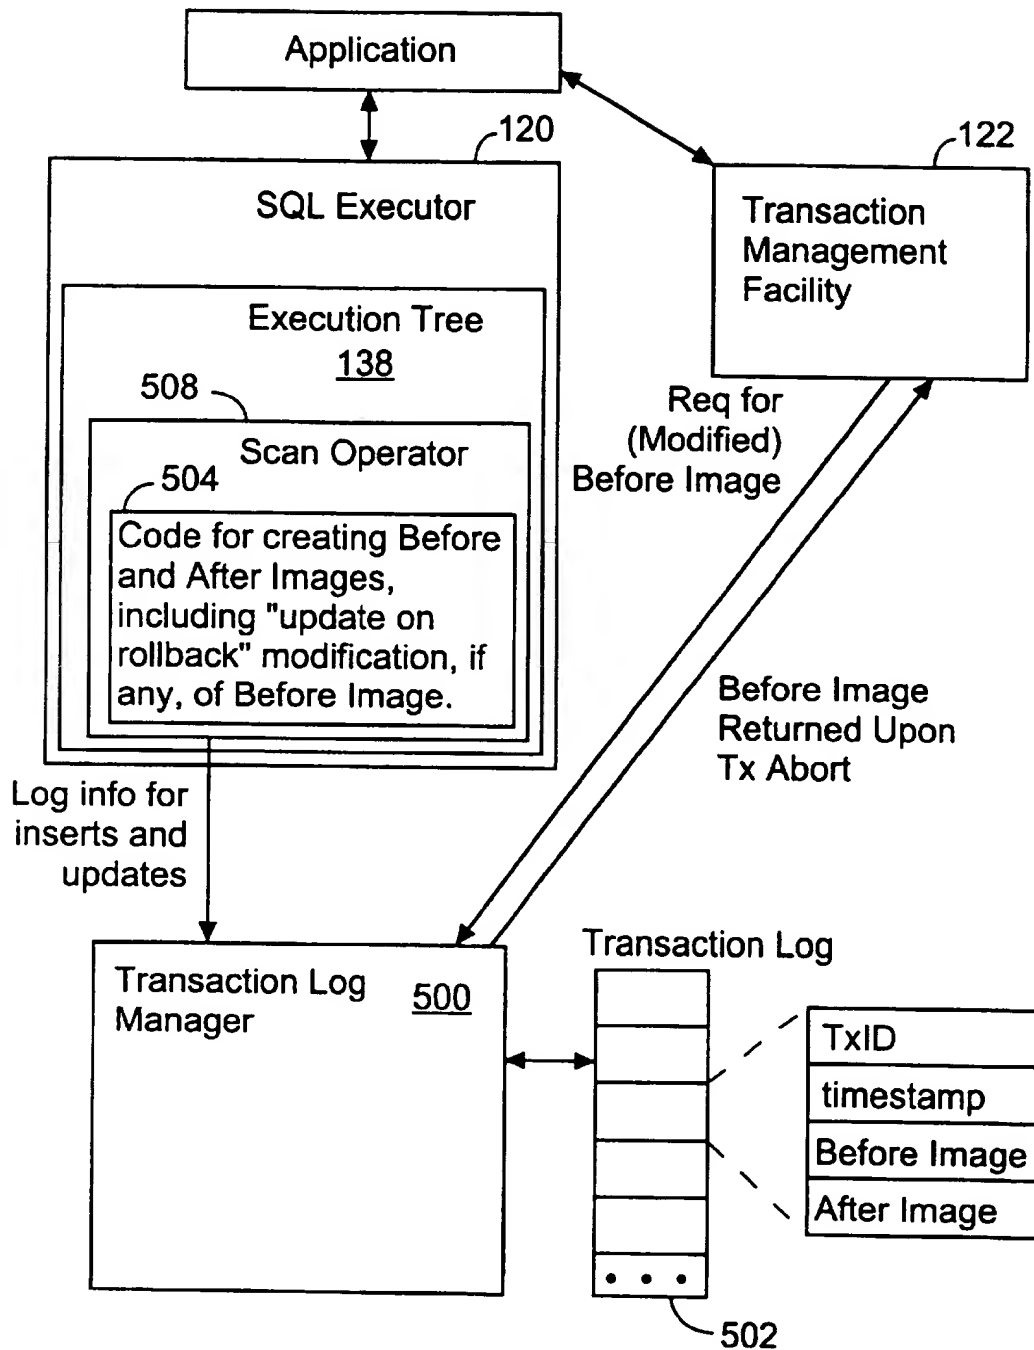 Application
120
122
SQL Executor
Transaction
Management
Facility
Execution Tree
138
508
Scan Operator
504
Code for creating Before
and After Images,
including "update on
rollback" modification, if
any, of Before Image.
Req for
(Modified)
Before Image
Before Image
Returned Upon
Tx Abort
Log info for
inserts and
updates
Transaction Log
Manager
500
Transaction Log
TxID
timestamp
Before Image
After Image
502